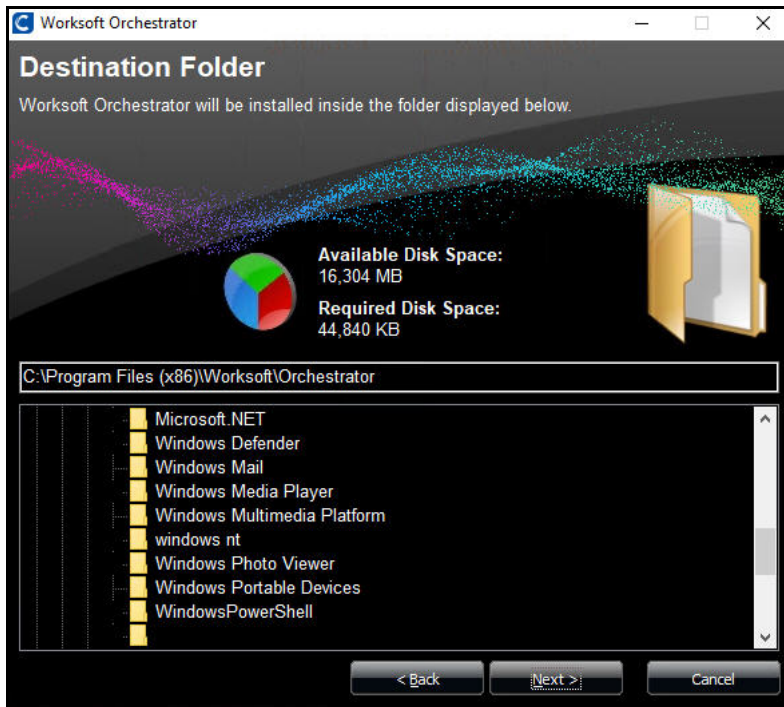 Worksoft Orchestrator
Destination Folder
Worksoft Orchestrator will be installed inside the folder displayed below.
Available Disk Space:
16,304 MB
Required Disk Space:
44,840 KB
C:\Program Files (x86)\Worksoft\Orchestrator
Microsoft.NET
Windows Defender
Windows Mail
Windows Media Player
Windows Multimedia Platform
windows nt
Windows Photo Viewer
Windows Portable Devices
WindowsPowerShell
< Back
Next >
Cancel